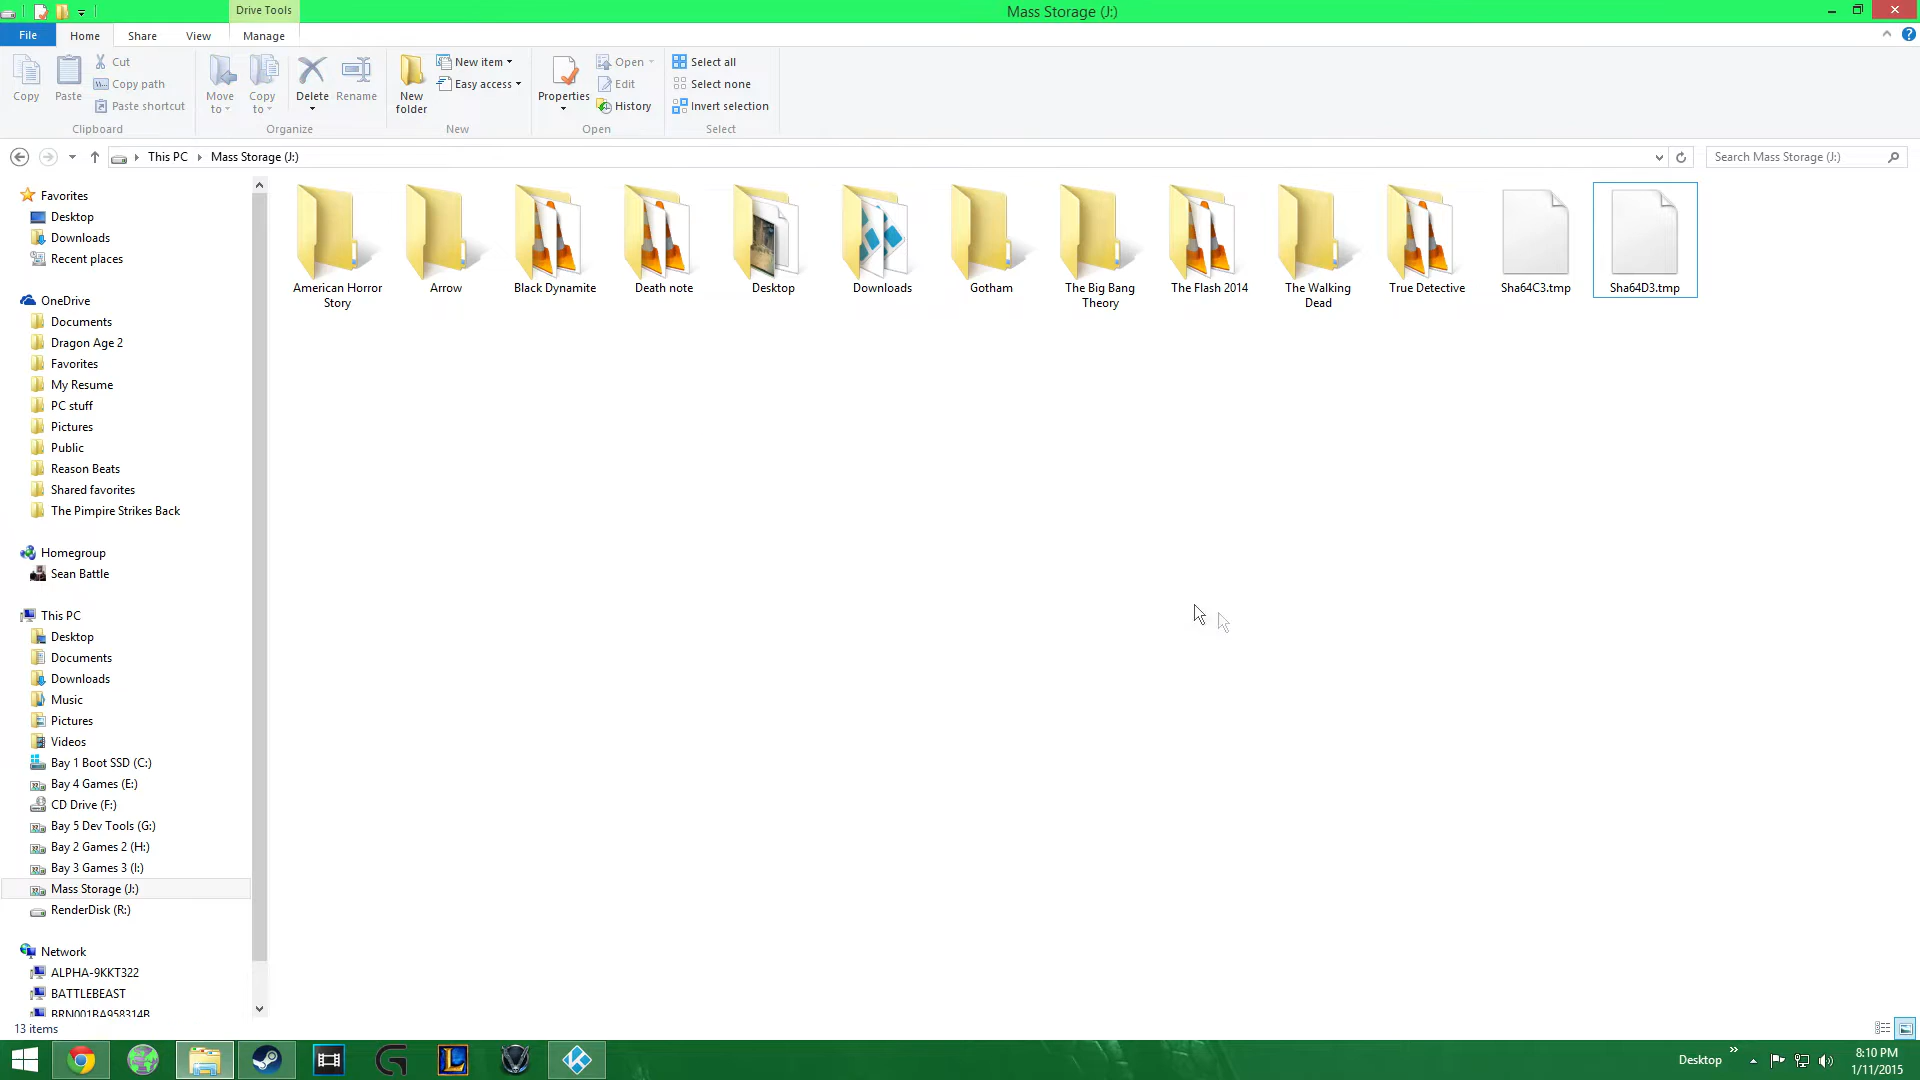 Drive Tools
Mass Storage (J:)
File
Home
Share
View
Manage
Copy
Paste
Cut
Copy path
Paste shortcut
Clipboard
Move to
Copy to
Delete
Rename
Organize
New folder
New item
Easy access
New
Properties
Open
Edit
History
Open
Select all
Select none
Invert selection
Select
This PC
Mass Storage (J:)
Search Mass Storage (J:)
Favorites
Desktop
Downloads
Recent places
OneDrive
Documents
Dragon Age 2
Favorites
My Resume
PC stuff
Pictures
Public
Reason Beats
Shared favorites
The Pimpire Strikes Back
Homegroup
Sean Battle
This PC
Desktop
Documents
Downloads
Music
Pictures
Videos
Bay 1 Boot SSD (C:)
Bay 4 Games (E:)
CD Drive (F:)
Bay 5 Dev Tools (G:)
Bay 2 Games 2 (H:)
Bay 3 Games 3 (I:)
Mass Storage (J:)
RenderDisk (R:)
Network
ALPHA-9KKT322
BATTLEBEAST
BRN001BA958314B
American Horror
Story
Arrow
Black Dynamite
Death note
Desktop
Downloads
Gotham
The Big Bang
Theory
The Flash 2014
The Walking
Dead
True Detective
Sha64C3.tmp
Sha64D3.tmp
13 items
Desktop
8:10 PM
1/11/2015